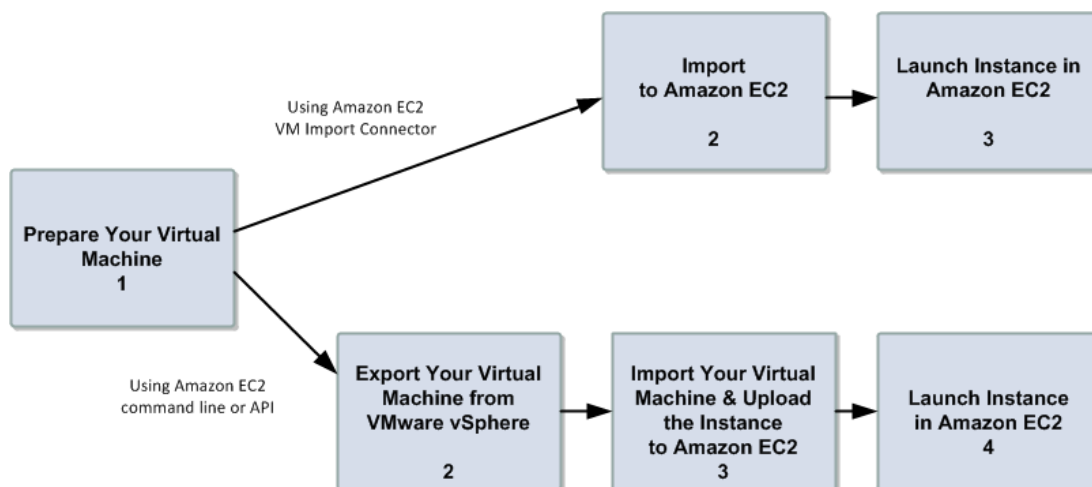 Import
to Amazon EC2
2
Launch Instance in
Amazon EC2
3
Using Amazon EC2
VM Import Connector
Prepare Your Virtual
Machine
1
Using Amazon EC2
command line or API
Export Your Virtual
Machine from
VMware vSphere
2
Import Your Virtual
Machine & Upload
the Instance
to Amazon EC2
3
Launch Instance
in Amazon EC2
4